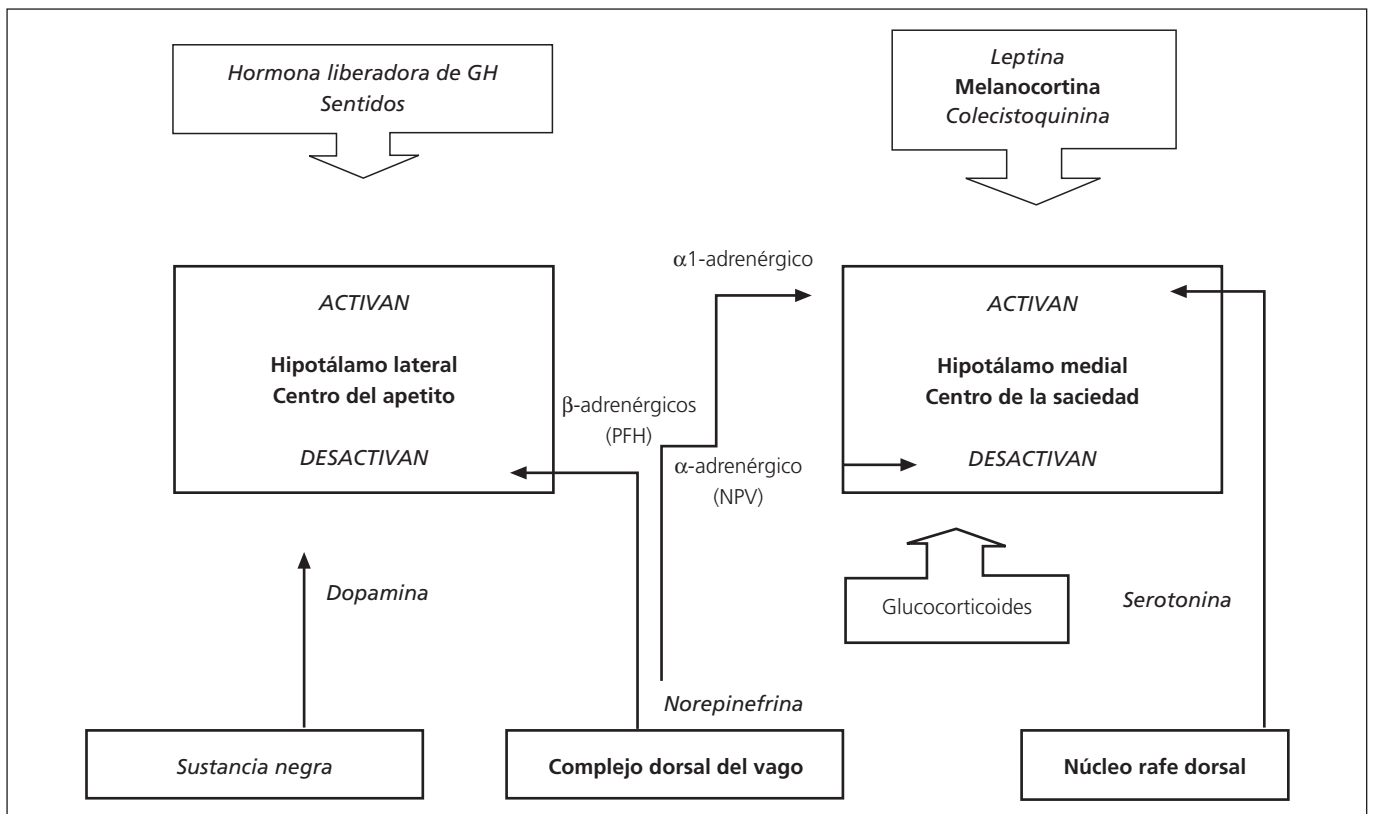 Hormona liberadora de GH
Sentidos
Leptina
Melanocortina
Colecistoquinina
α1-adrenérgico
ACTIVAN
Hipotálamo lateral
Centro del apetito
DESACTIVAN
β-adrenérgicos
(PFH)
α-adrenérgico
(NPV)
ACTIVAN
Hipotálamo medial
Centro de la saciedad
DESACTIVAN
Dopamina
Glucocorticoides
Serotonina
Norepinefrina
Sustancia negra
Complejo dorsal del vago
Núcleo rafe dorsal